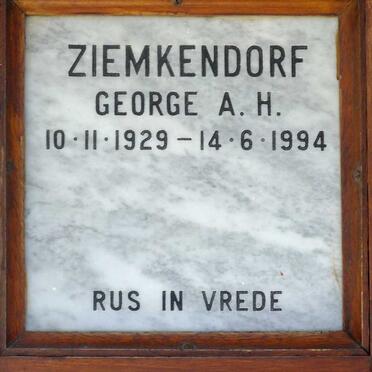 ZIEMKENDORF
GEORGE A. H.
10·11·1929 – 14·6·1994
RUS IN VREDE